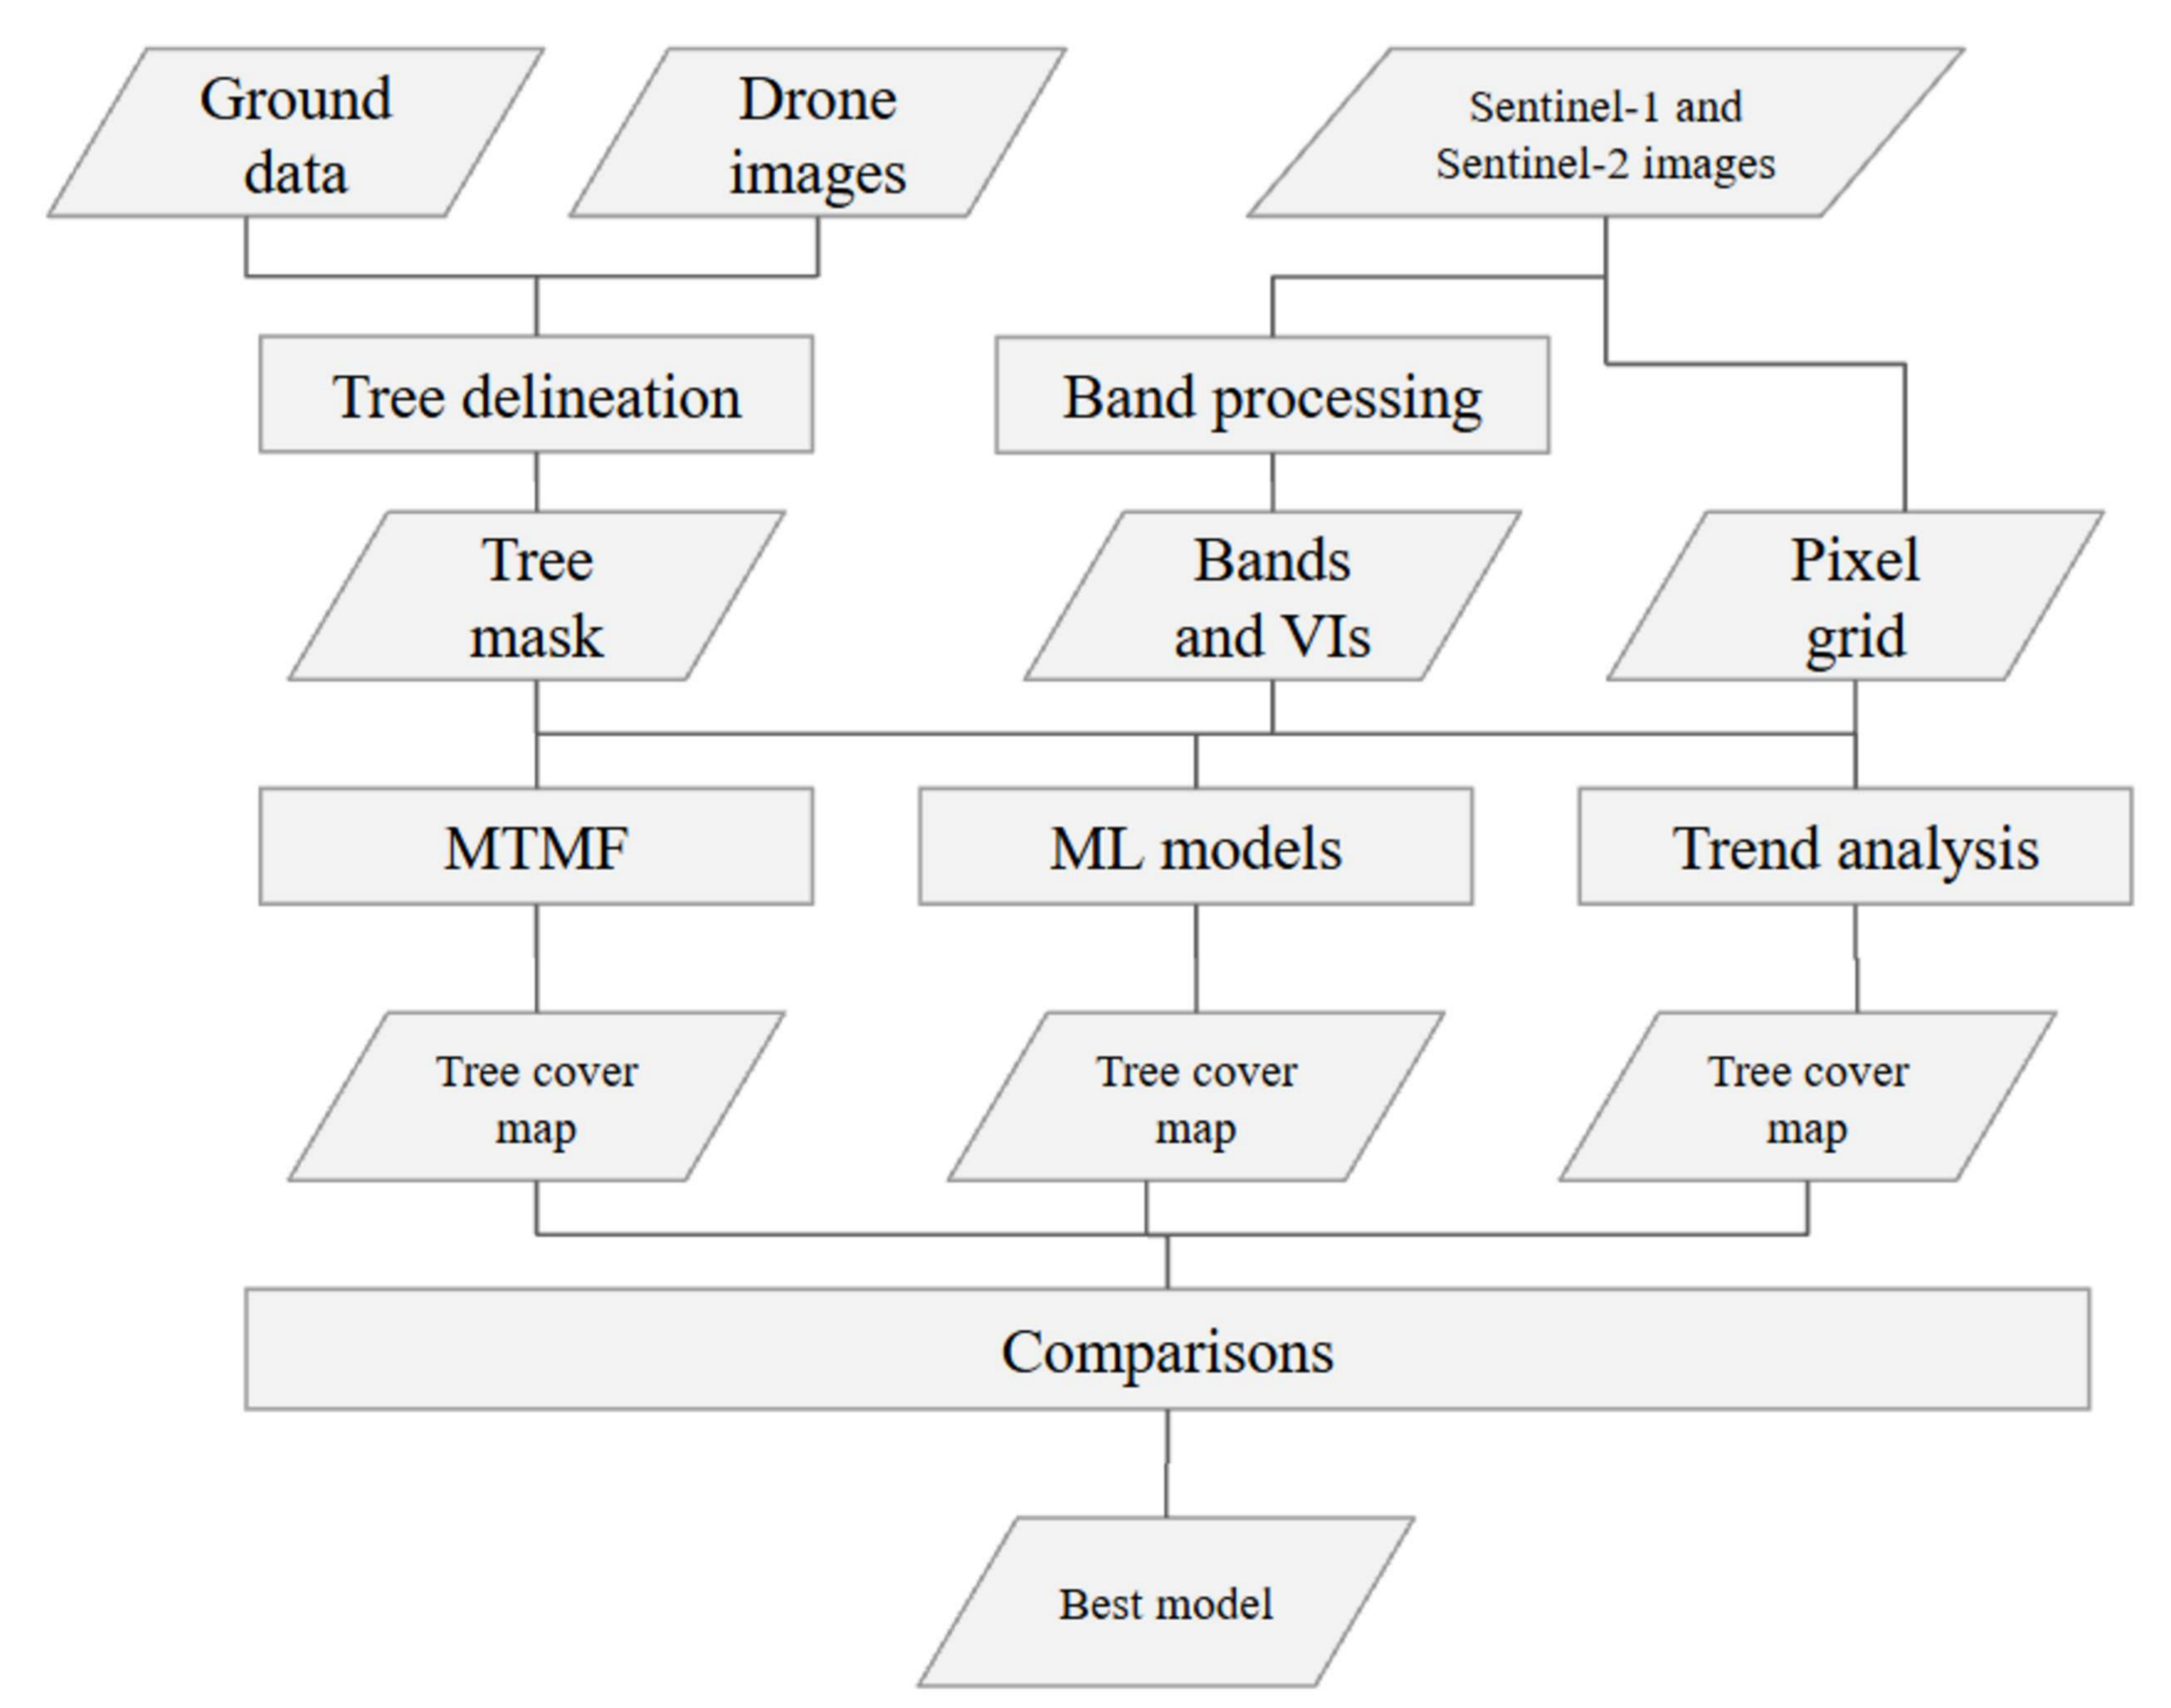 Ground
data
Drone
images
Sentinel-1 and
Sentinel-2 images
Tree delineation
Band processing
Tree
mask
Bands
and VIs
Pixel
grid
MTMF
ML models
Trend analysis
Tree cover
map
Tree cover
map
Tree cover
map
Comparisons
Best model